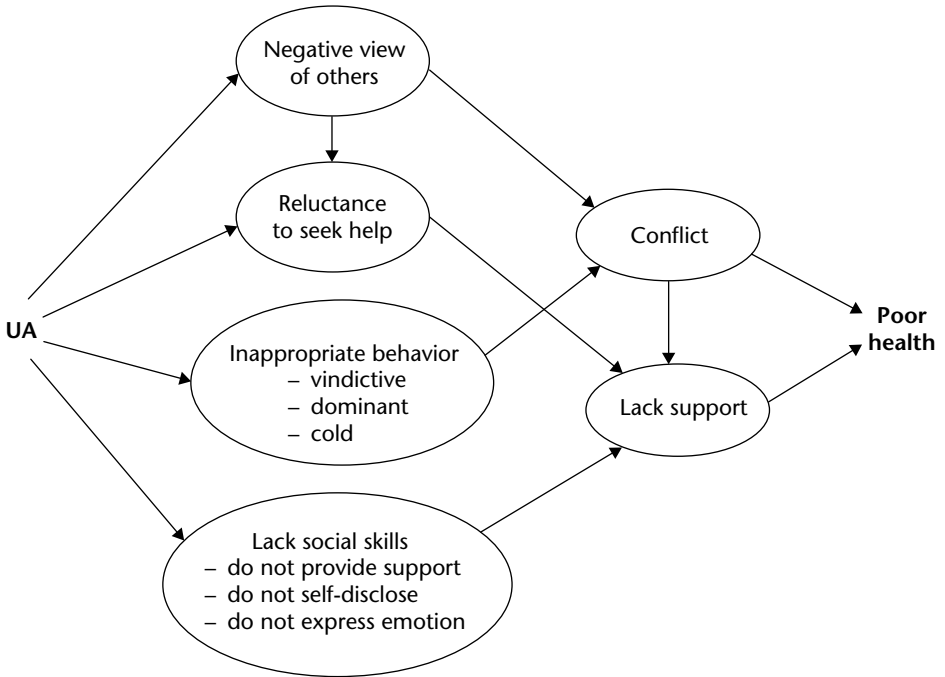 Negative view
of others
Reluctance
to seek help
Conflict
UA
Poor
health
Inappropriate behavior
– vindictive
– dominant
– cold
Lack support
Lack social skills
– do not provide support
– do not self-disclose
– do not express emotion